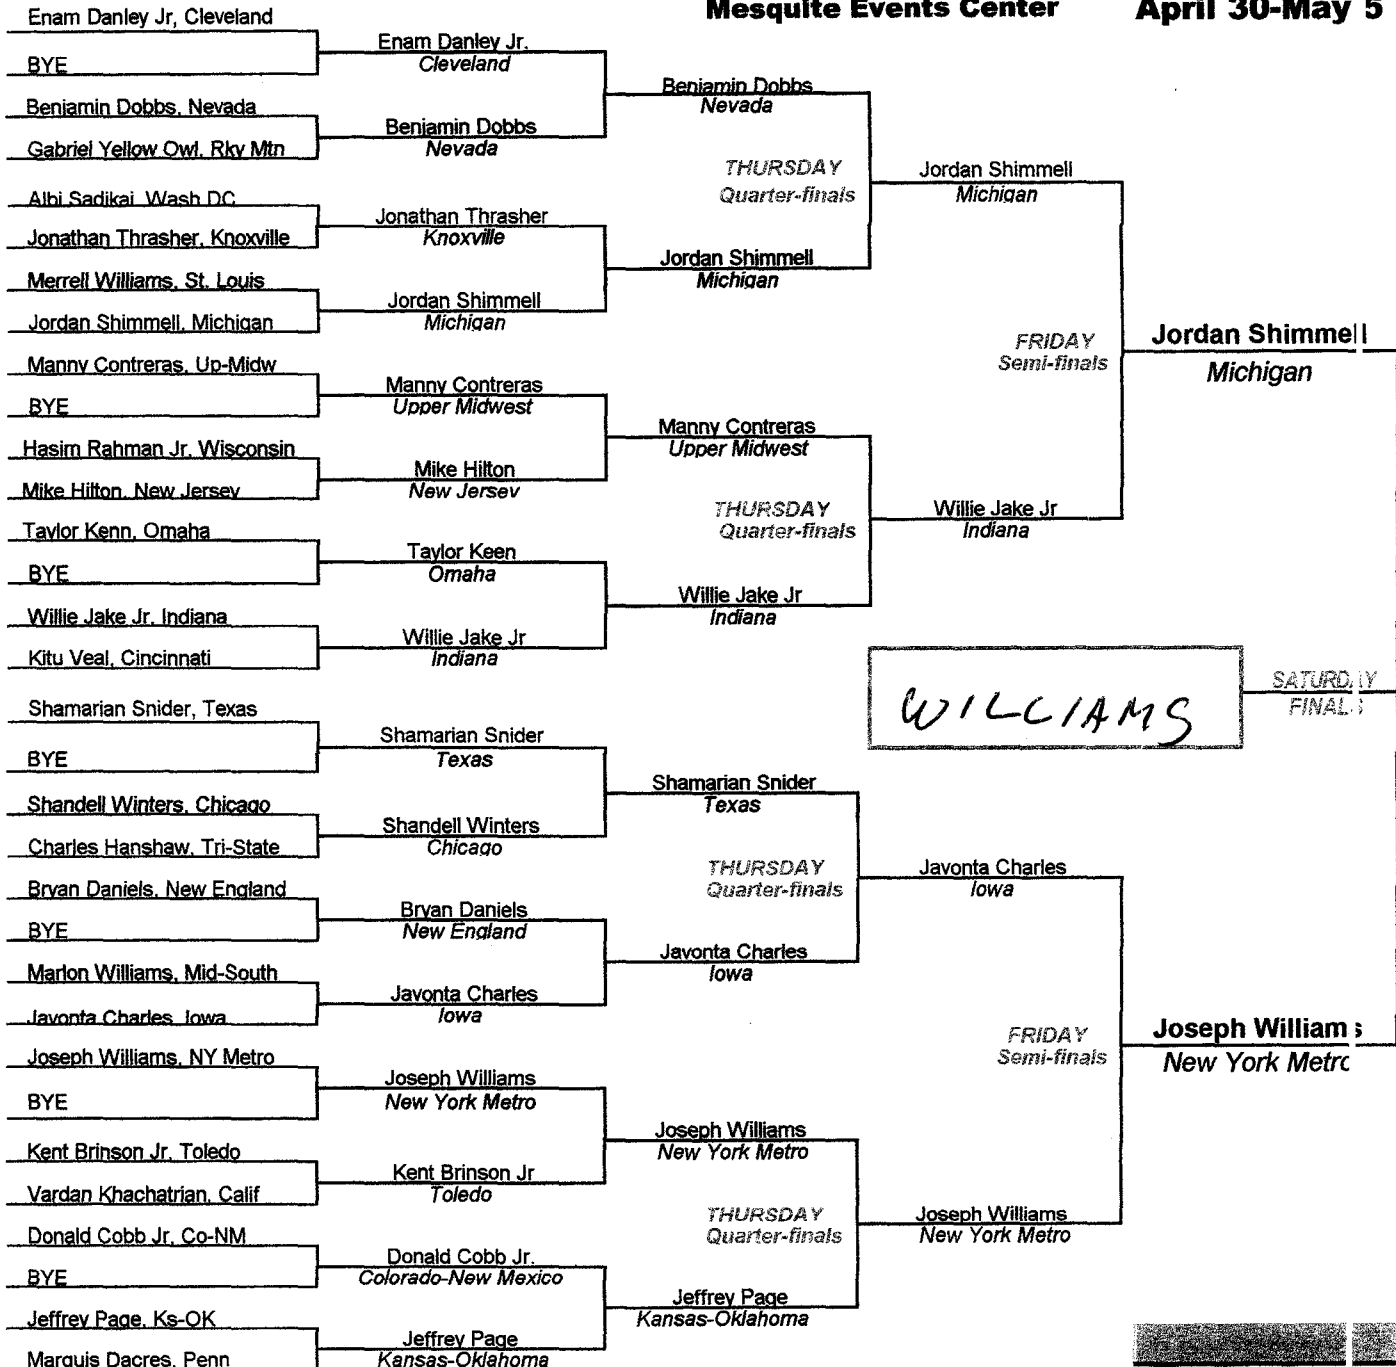 Mesquite Events Center
April 30-May 5
Enam Danley Jr, Cleveland
BYE
Benjamin Dobbs, Nevada
Gabriel Yellow Owl, Rky Mtn
Albi Sadikaj, Wash DC
Jonathan Thrasher, Knoxville
Merrell Williams, St. Louis
Jordan Shimmell, Michigan
Manny Contreras, Up-Midw
BYE
Hasim Rahman Jr, Wisconsin
Mike Hilton, New Jersey
Taylor Kenn, Omaha
BYE
Willie Jake Jr, Indiana
Kitu Veal, Cincinnati
Shamarian Snider, Texas
BYE
Shandell Winters, Chicago
Charles Hanshaw, Tri-State
Bryan Daniels, New England
BYE
Marlon Williams, Mid-South
Javonta Charles, Iowa
Joseph Williams, NY Metro
BYE
Kent Brinson Jr, Toledo
Vardan Khachatrian, Calif
Donald Cobb Jr, Co-NM
BYE
Jeffrey Page, Ks-OK
Marquis Dacres, Penn
Enam Danley Jr.
Cleveland
Benjamin Dobbs
Nevada
Jonathan Thrasher
Knoxville
Jordan Shimmell
Michigan
Manny Contreras
Upper Midwest
Mike Hilton
New Jersey
Taylor Keen
Omaha
Willie Jake Jr
Indiana
Shamarian Snider
Texas
Shandell Winters
Chicago
Bryan Daniels
New England
Javonta Charles
Iowa
Joseph Williams
New York Metro
Kent Brinson Jr
Toledo
Donald Cobb Jr.
Colorado-New Mexico
Jeffrey Page
Kansas-Oklahoma
Benjamin Dobbs
Nevada
THURSDAY
Quarter-finals
Jordan Shimmell
Michigan
Manny Contreras
Upper Midwest
THURSDAY
Quarter-finals
Willie Jake Jr
Indiana
Shamarian Snider
Texas
THURSDAY
Quarter-finals
Javonta Charles
Iowa
Joseph Williams
New York Metro
THURSDAY
Quarter-finals
Jeffrey Page
Kansas-Oklahoma
Jordan Shimmell
Michigan
FRIDAY
Semi-finals
Willie Jake Jr
Indiana
WILLIAMS
Javonta Charles
Iowa
FRIDAY
Semi-finals
Joseph Williams
New York Metro
Jordan Shimmell
Michigan
SATURDAY
FINALS
Joseph Williams
New York Metro